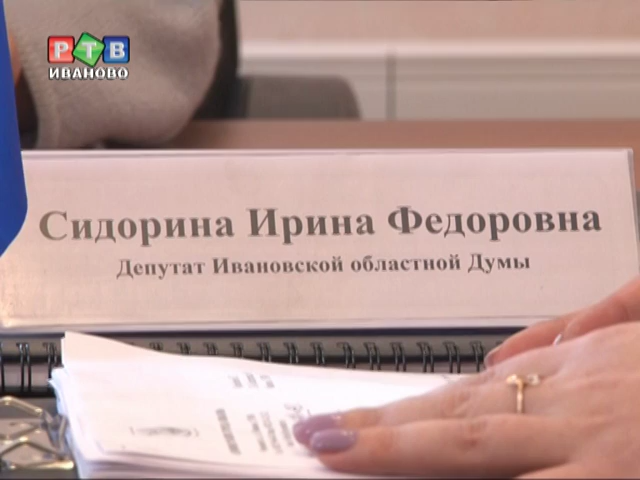 РТВ
ИВАНОВО
Сидорина Ирина Федоровна
Депутат Ивановской областной Думы